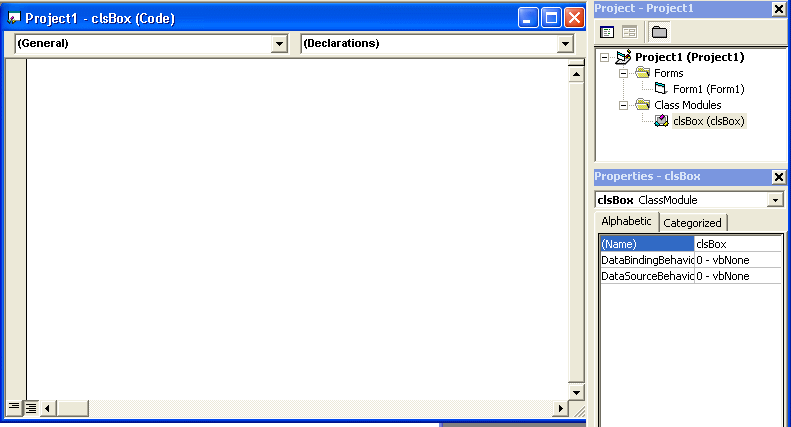 Project1 - clsBox (Code)
(General)
(Declarations)
Project - Project1
Project1 (Project1)
Forms
Form1 (Form1)
Class Modules
clsBox (clsBox)
Properties - clsBox
clsBox ClassModule
Alphabetic Categorized
(Name) clsBox
DataBindingBehavic 0 - vbNone
DataSourceBehavic 0 - vbNone